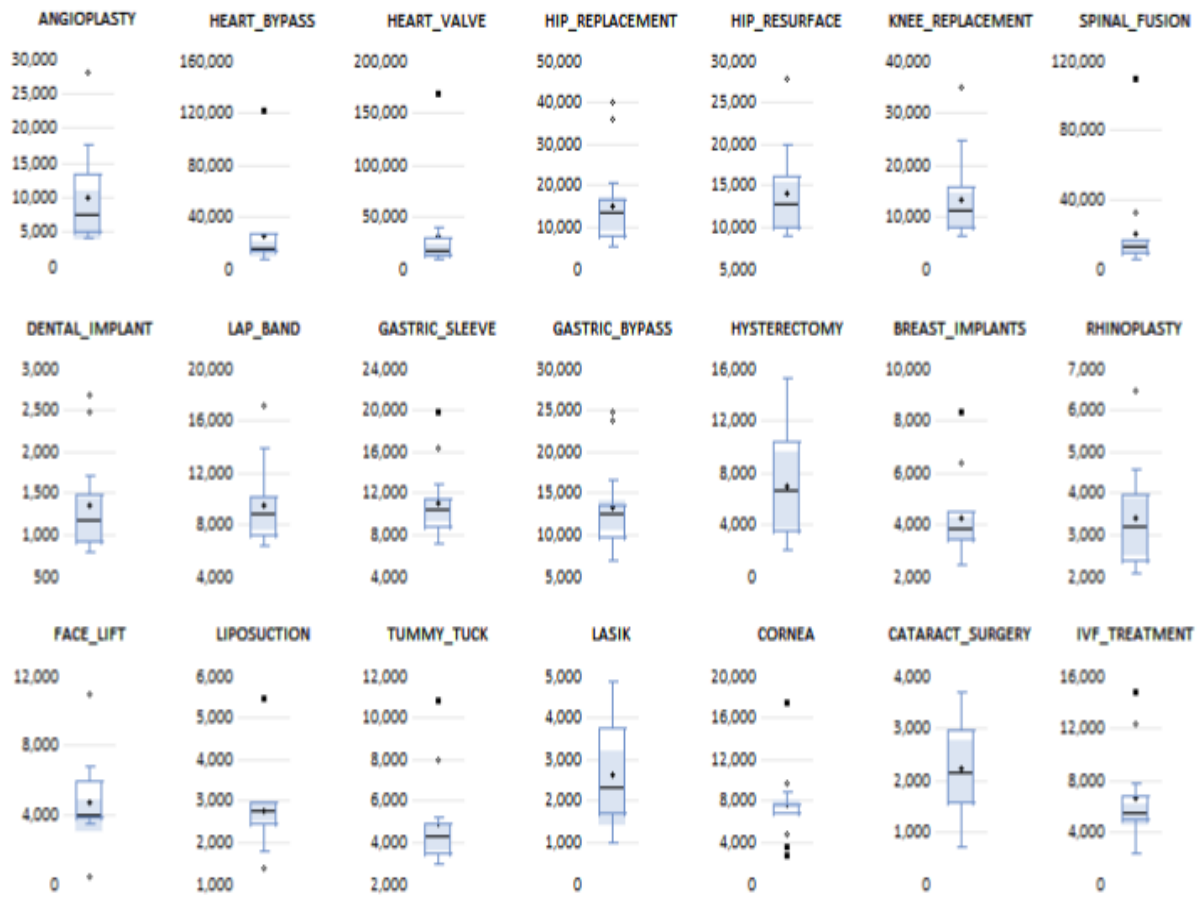 ANGIOPLASTY HEART_BYPASS HEART_VALVE HIP_REPLACEMENT HIP_RESURFACE KNEE_REPLACEMENT SPINAL_FUSION
30,000 160,000 200,000 50,000 30,000 40,000 120,000
25,000 120,000 150,000 40,000 25,000 30,000 80,000
20,000 80,000 100,000 30,000 20,000 20,000 40,000
15,000 40,000 50,000 20,000 15,000 10,000 0
10,000 0 0 10,000 10,000 0
5,000 0 5,000
0
DENTAL_IMPLANT LAP_BAND GASTRIC_SLEEVE GASTRIC_BYPASS HYSTERECTOMY BREAST_IMPLANTS RHINOPLASTY
3,000 20,000 24,000 30,000 16,000 10,000 7,000
2,500 16,000 20,000 25,000 12,000 8,000 6,000
2,000 12,000 16,000 20,000 8,000 6,000 5,000
1,500 8,000 12,000 15,000 4,000 4,000 4,000
1,000 4,000 8,000 10,000 0 2,000 3,000
500 4,000 5,000 2,000
FACE_LIFT LIPOSUCTION TUMMY_TUCK LASIK CORNEA CATARACT_SURGERY IVF_TREATMENT
12,000 6,000 12,000 5,000 20,000 4,000 16,000
8,000 5,000 10,000 4,000 16,000 3,000 12,000
4,000 4,000 8,000 3,000 12,000 2,000 8,000
0 3,000 6,000 2,000 8,000 1,000 4,000
2,000 4,000 1,000 4,000 0 0
1,000 2,000 0 0